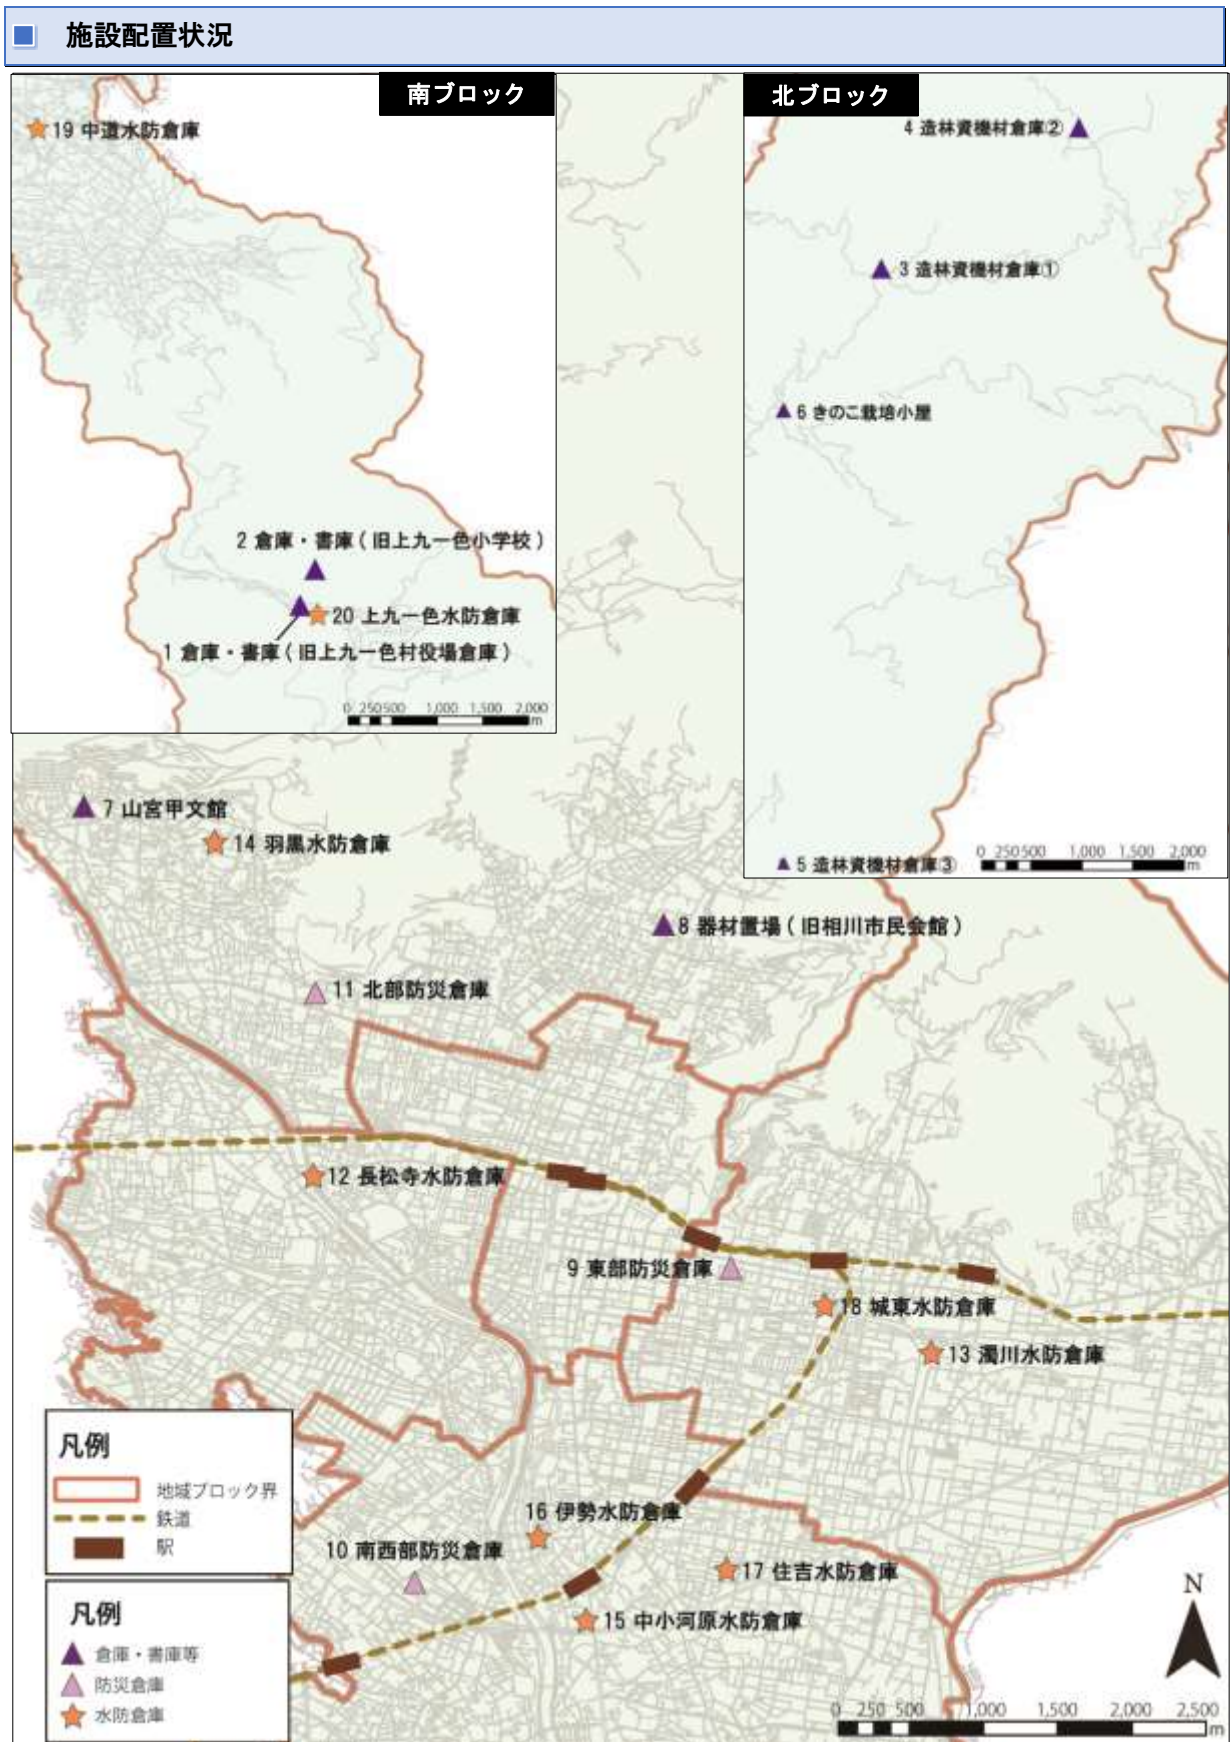 施設配置状況
南ブロック
19 中道水防倉庫
2 倉庫・書庫(旧上九一色小学校)
20 上九一色水防倉庫
1 倉庫・書庫(旧上九一色村役場倉庫)
0 250500 1,000 1,500 2,000
m
北ブロック
4 造林資機材倉庫②
3 造林資機材倉庫①
6 きのこ栽培小屋
5 造林資機材倉庫③
0 250500 1,000 1,500 2,000
m
7 山宮甲文館
14 羽黒水防倉庫
8 器材置場(旧相川市民会館)
11 北部防災倉庫
12 長松寺水防倉庫
9 東部防災倉庫
18 城東水防倉庫
13 濁川水防倉庫
16 伊勢水防倉庫
10 南西部防災倉庫
17 住吉水防倉庫
15 中小河原水防倉庫
凡例
地域ブロック界
鉄道
駅
凡例
倉庫・書庫等
防災倉庫
水防倉庫
N
0 250 500 1,000 1,500 2,000 2,500
m